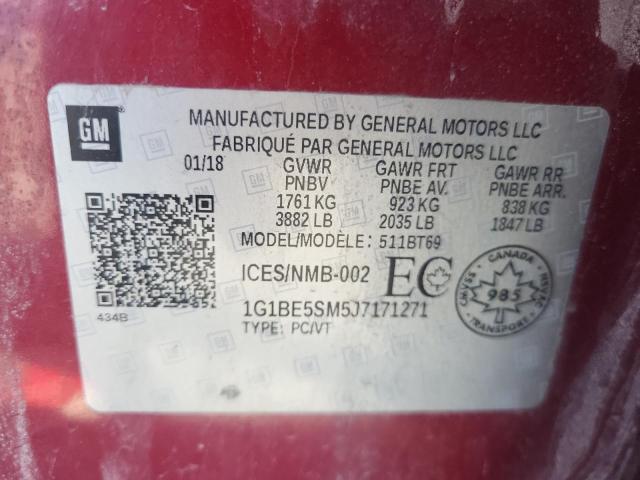 GM
MANUFACTURED BY GENERAL MOTORS LLC
FABRIQUÉ PAR GENERAL MOTORS LLC
01/18 GVWR GAWR FRT GAWR RR
PNBV PNBE AV. PNBE ARR.
1761 KG 923 KG 838 KG
3882 LB 2035 LB 1847 LB
MODEL/MODÈLE: 511BT69
ICES/NMB-002 EC
434B
1G1BE5SM5J7171271
TYPE: PC/VT
CANADA
985
TRANSPORT